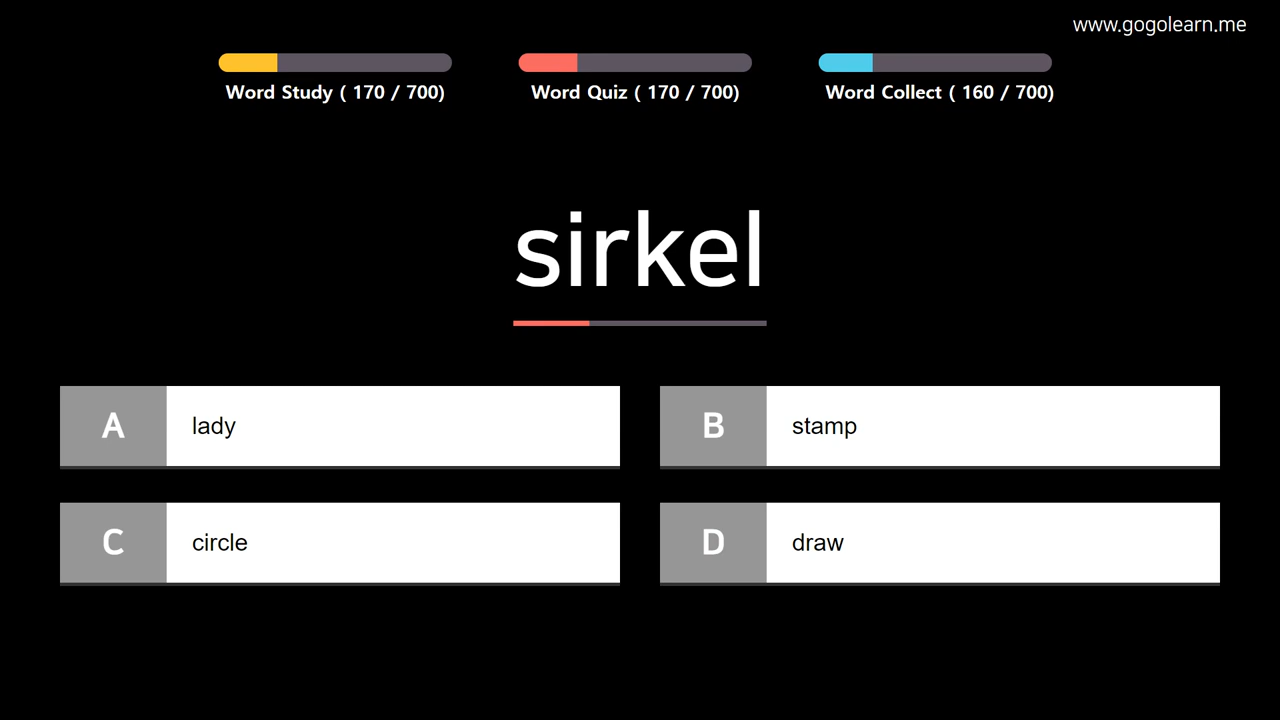 www.gogolearn.me
Word Study ( 170 / 700)
Word Quiz ( 170 / 700)
Word Collect ( 160 / 700)
sirkel
A lady
B stamp
C circle
D draw